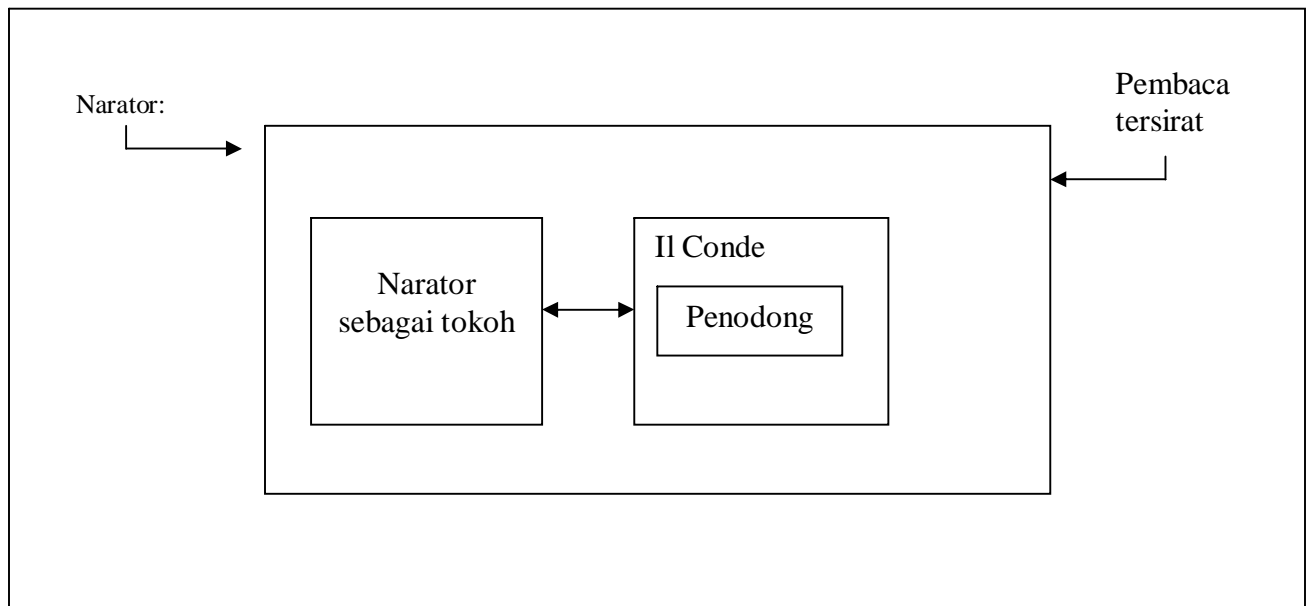 Narator:
Pembaca
tersirat
Narator
sebagai tokoh
Il Conde
Penodong